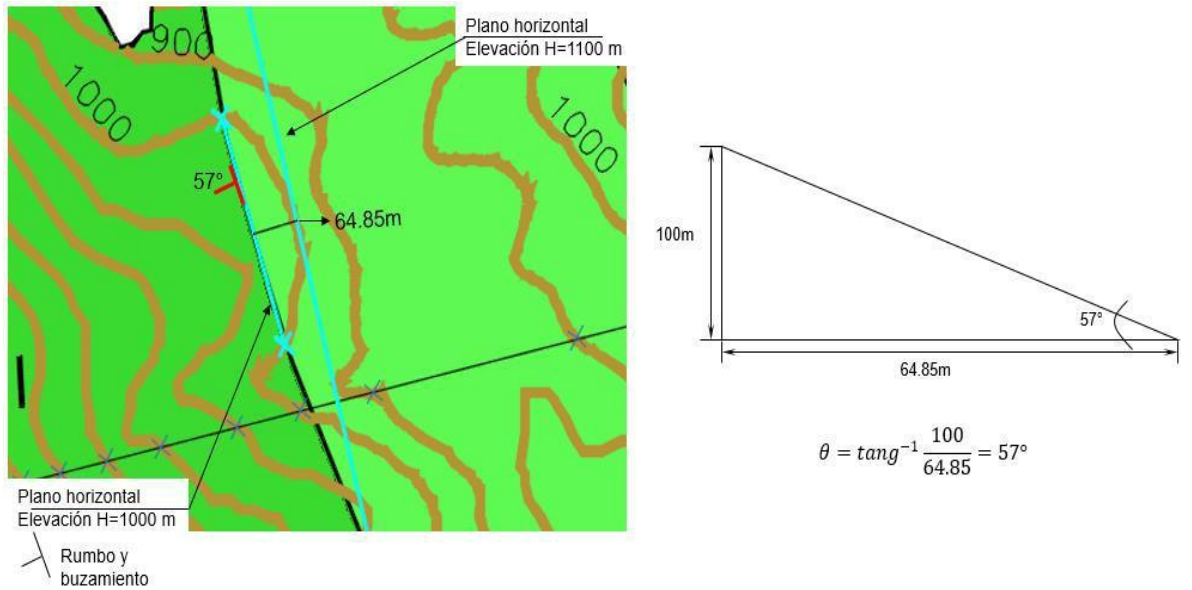 Plano horizontal
Elevación H=1100 m
900
1000
1000
57°
64.85m
Plano horizontal
Elevación H=1000 m
Rumbo y
buzamiento
100m
57°
64.85m
θ = tang⁻¹ 100/64.85 = 57°